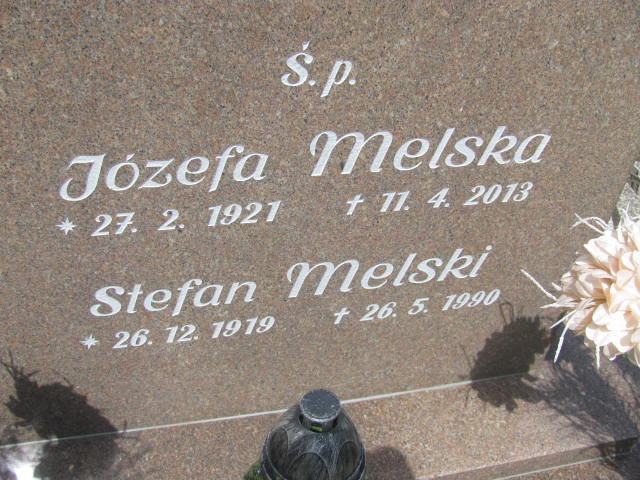 Ś.p.
Józefa Melska
* 27. 2. 1921 † 11. 4. 2013
Stefan Melski
* 26. 12. 1919 † 26. 5. 1990